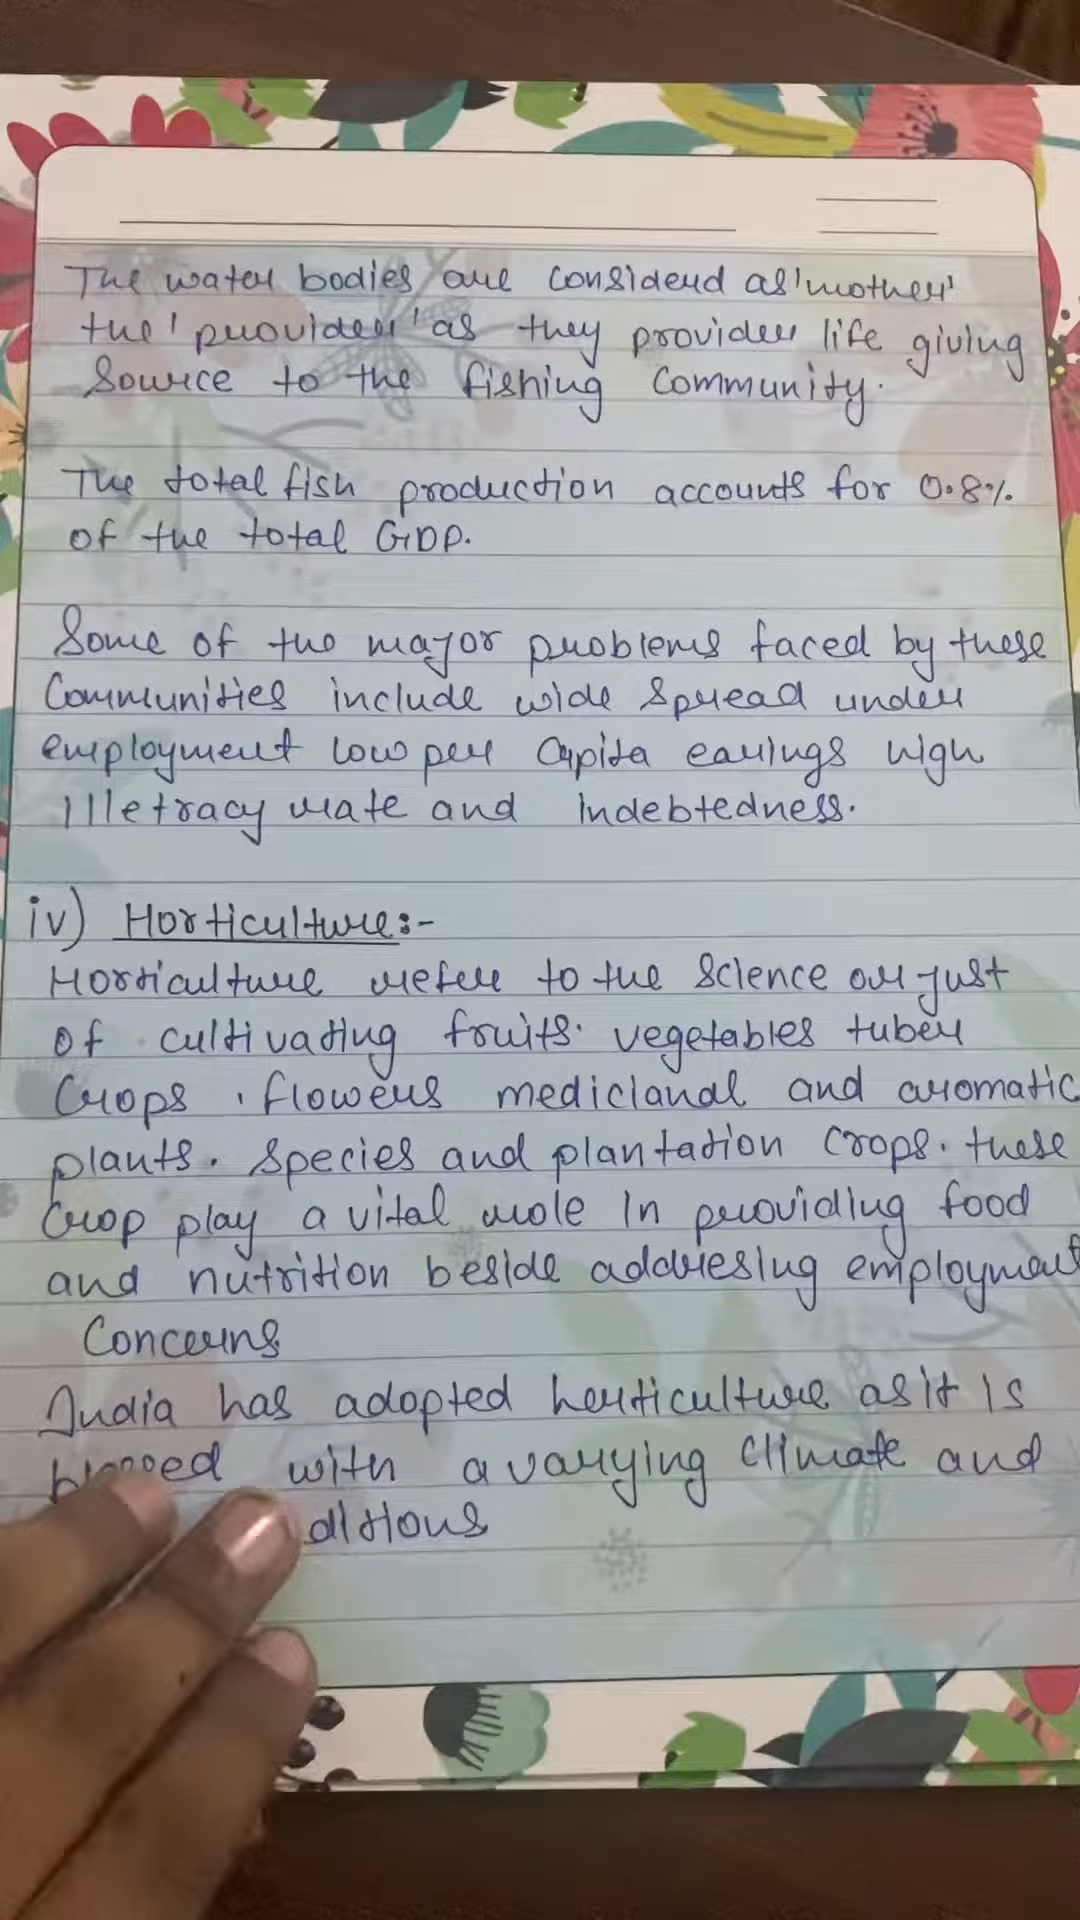 The water bodies are considerd as 'mother'
the 'provider' as they provider life giving
Source to the fishing Community.
The total fish production accounts for 0.8%
of the total GDP.
Some of the major problems faced by these
Communities include wide spread under
employment low per Capita earings high
illetracy rate and indebtedness.
iv) Horticulture:-
Horticulture refer to the Science or just
of cultivating fruits. vegetables tuber
Crops , flowers mediciandl and aromatic
plants. Species and plantation Crops. these
Crop play a vital role in providing food
and nutrition beside addresing employment
Concerns
India has adopted horticulture as it is
with a varying Climate and
ditions